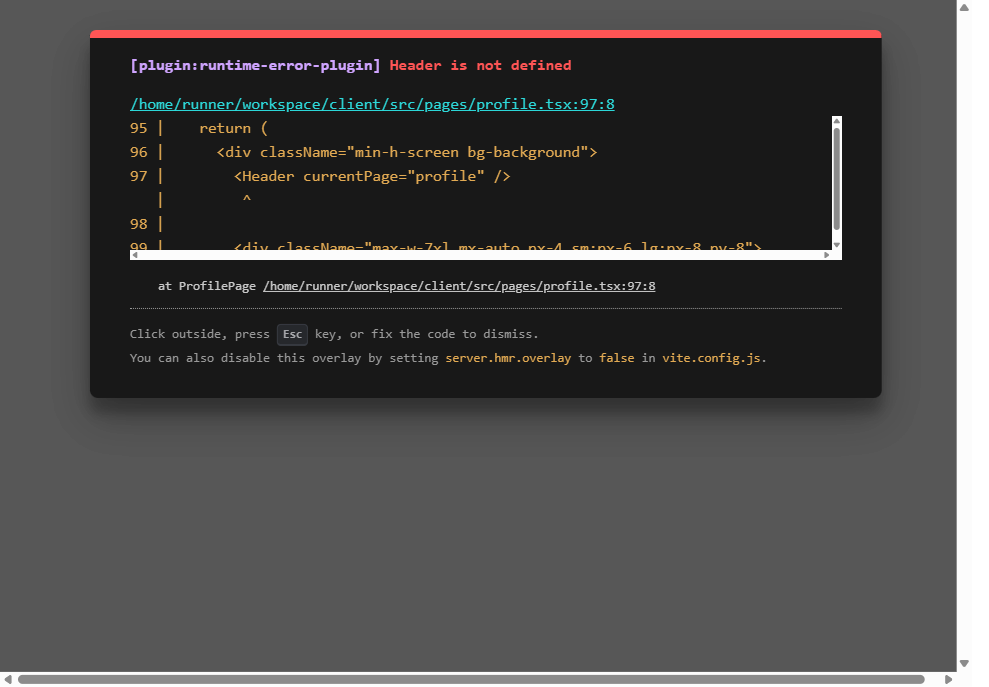 [plugin:runtime-error-plugin] Header is not defined
/home/runner/workspace/client/src/pages/profile.tsx:97:8
95 |    return (
96 |      <div className="min-h-screen bg-background">
97 |        <Header currentPage="profile" />
   |         ^
98 |
99 |        <div className="max-w-7xl mx-auto px-4 sm:px-6 lg:px-8 py-8">
at ProfilePage /home/runner/workspace/client/src/pages/profile.tsx:97:8
Click outside, press Esc key, or fix the code to dismiss.
You can also disable this overlay by setting server.hmr.overlay to false in vite.config.js.